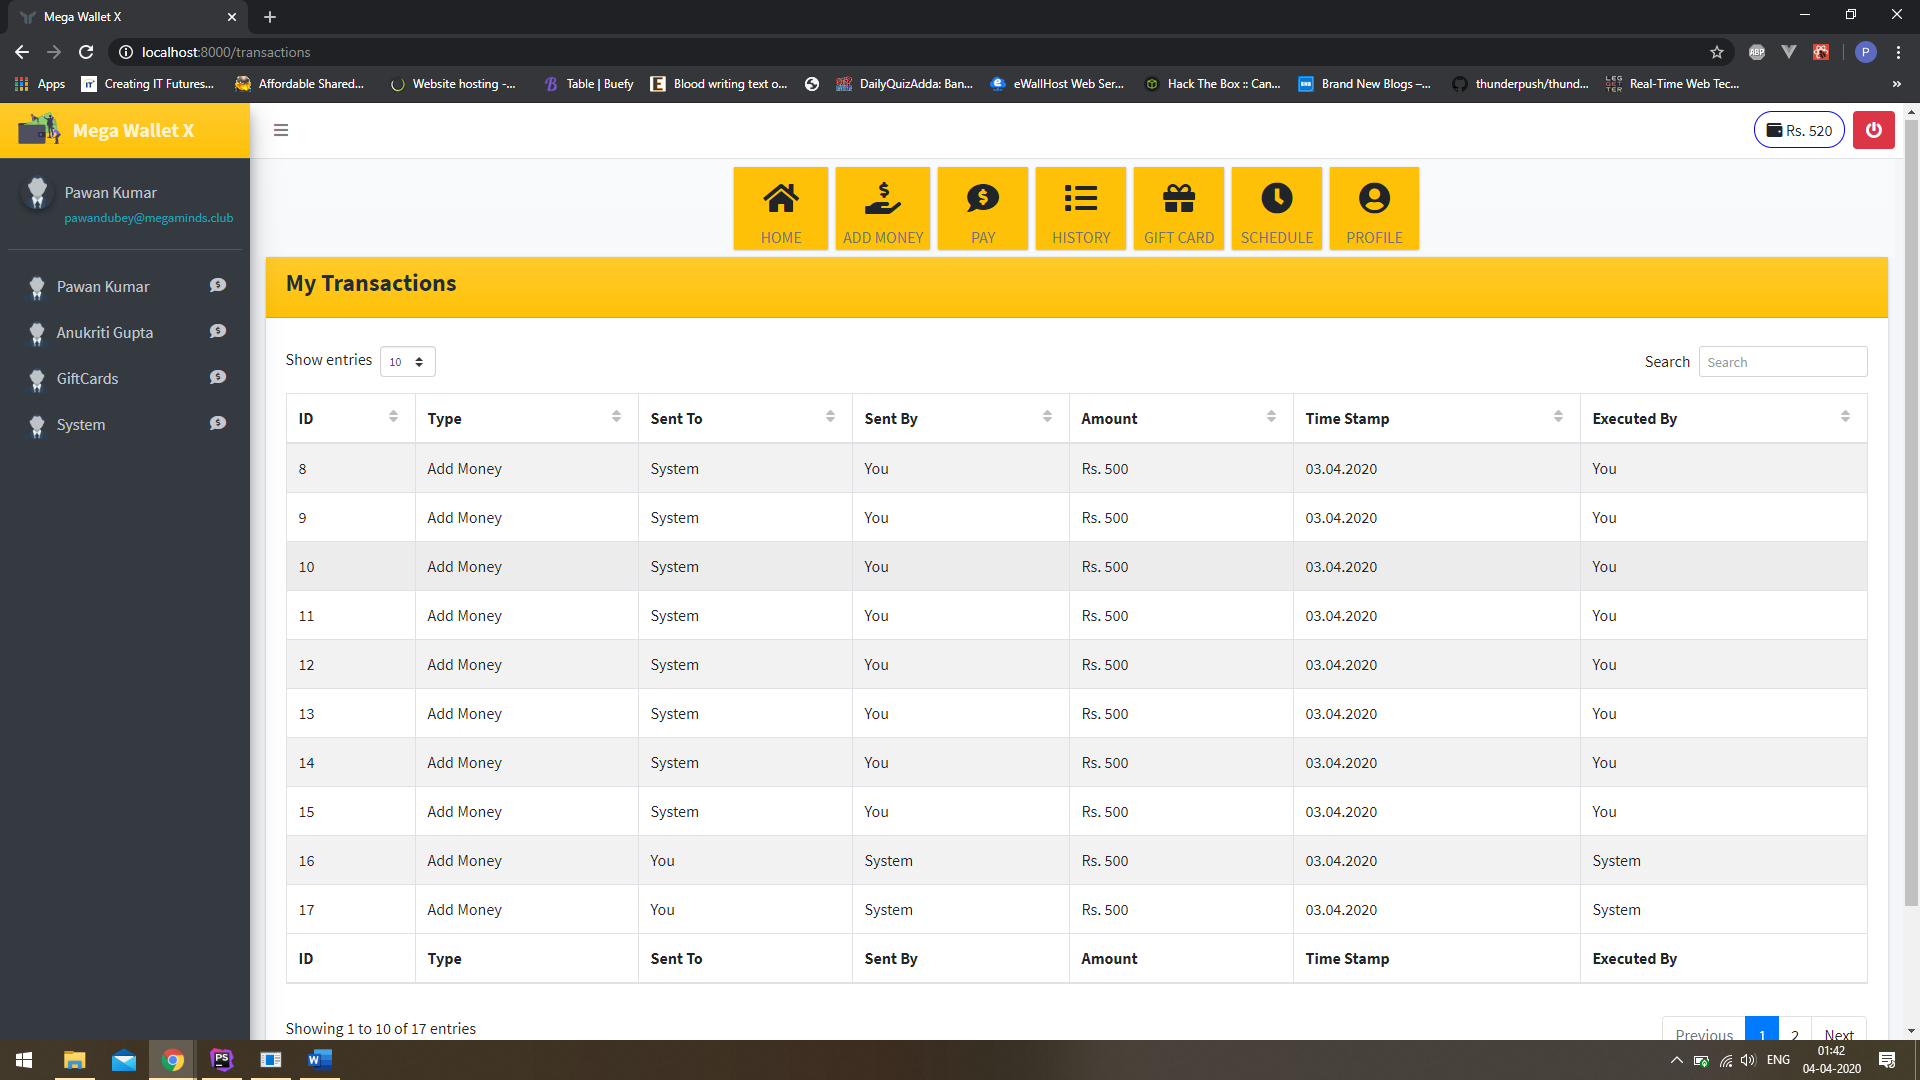 Mega Wallet X
localhost:8000/transactions
ABP
P
Apps Creating IT Futures... Affordable Shared... Website hosting -... Table | Buefy Blood writing text o... DailyQuizAdda: Ban... eWallHost Web Ser... Hack The Box :: Can... Brand New Blogs –... thunderpush/thund... Real-Time Web Tec... »
Mega Wallet X
Rs. 520
Pawan Kumar
pawandubey@megaminds.club
HOME ADD MONEY PAY HISTORY GIFT CARD SCHEDULE PROFILE
Pawan Kumar
Anukriti Gupta
GiftCards
System
My Transactions
Show entries 10 Search Search
ID Type Sent To Sent By Amount Time Stamp Executed By
8 Add Money System You Rs. 500 03.04.2020 You
9 Add Money System You Rs. 500 03.04.2020 You
10 Add Money System You Rs. 500 03.04.2020 You
11 Add Money System You Rs. 500 03.04.2020 You
12 Add Money System You Rs. 500 03.04.2020 You
13 Add Money System You Rs. 500 03.04.2020 You
14 Add Money System You Rs. 500 03.04.2020 You
15 Add Money System You Rs. 500 03.04.2020 You
16 Add Money You System Rs. 500 03.04.2020 System
17 Add Money You System Rs. 500 03.04.2020 System
ID Type Sent To Sent By Amount Time Stamp Executed By
Showing 1 to 10 of 17 entries
Previous 1 2 Next
PS
W
ENG
01:42
04-04-2020